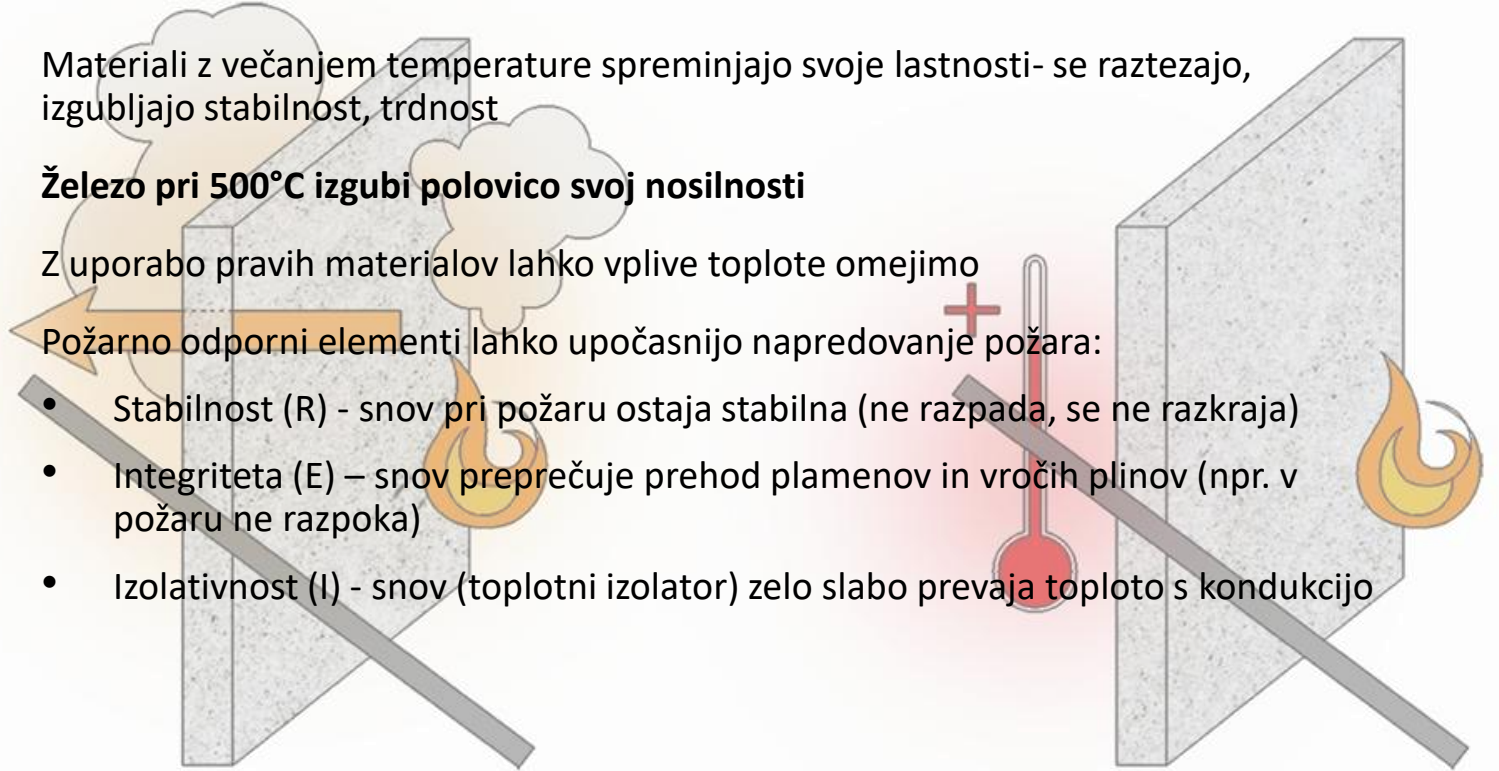 Materiali z večanjem temperature spreminjajo svoje lastnosti- se raztezajo,
izgubljajo stabilnost, trdnost
Železo pri 500°C izgubi polovico svoj nosilnosti
Z uporabo pravih materialov lahko vplive toplote omejimo
Požarno odporni elementi lahko upočasnijo napredovanje požara:
• Stabilnost (R) - snov pri požaru ostaja stabilna (ne razpada, se ne razkraja)
• Integriteta (E) – snov preprečuje prehod plamenov in vročih plinov (npr. v
požaru ne razpoka)
• Izolativnost (I) - snov (toplotni izolator) zelo slabo prevaja toploto s kondukcijo